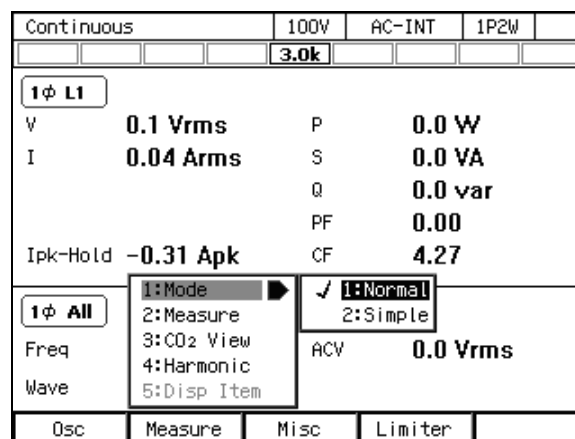 Continuous 100V AC-INT 1P2W
3.0k
1ϕ L1
V 0.1 Vrms P 0.0 W
I 0.04 Arms S 0.0 VA
Q 0.0 var
PF 0.00
Ipk-Hold -0.31 Apk CF 4.27
1:Mode
2:Measure
3:CO₂ View
4:Harmonic
5:Disp Item
✓ 1:Normal
2:Simple
1ϕ All
Freq ACV 0.0 Vrms
Wave
Osc Measure Misc Limiter